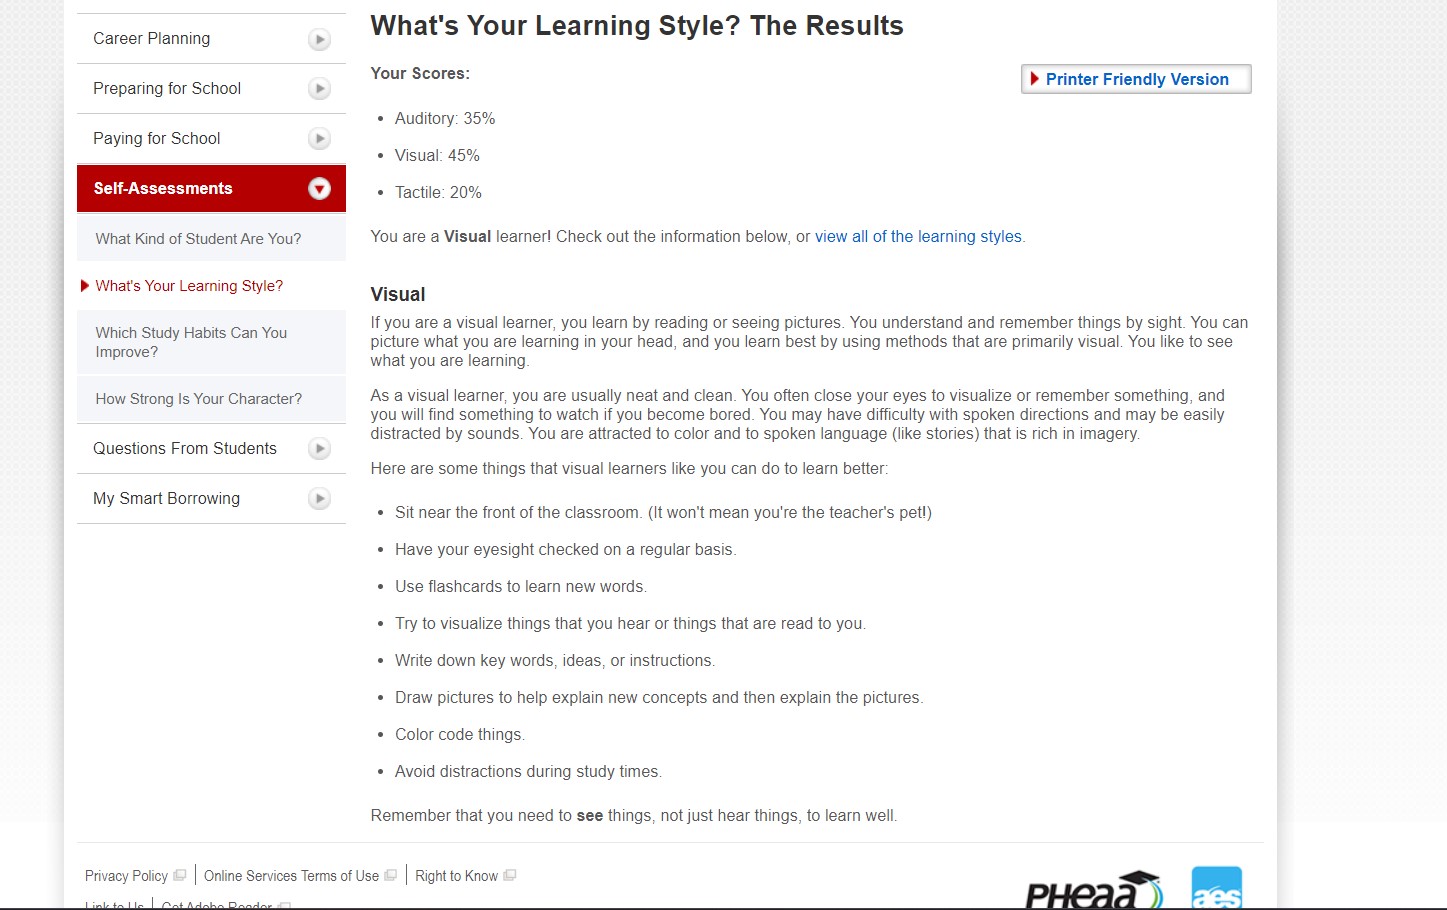 What's Your Learning Style? The Results
Career Planning
Preparing for School
Paying for School
Self-Assessments
What Kind of Student Are You?
What's Your Learning Style?
Which Study Habits Can You
Improve?
How Strong Is Your Character?
Questions From Students
My Smart Borrowing
Your Scores:
Printer Friendly Version
• Auditory: 35%
• Visual: 45%
• Tactile: 20%
You are a Visual learner! Check out the information below, or view all of the learning styles.
Visual
If you are a visual learner, you learn by reading or seeing pictures. You understand and remember things by sight. You can
picture what you are learning in your head, and you learn best by using methods that are primarily visual. You like to see
what you are learning.
As a visual learner, you are usually neat and clean. You often close your eyes to visualize or remember something, and
you will find something to watch if you become bored. You may have difficulty with spoken directions and may be easily
distracted by sounds. You are attracted to color and to spoken language (like stories) that is rich in imagery.
Here are some things that visual learners like you can do to learn better:
• Sit near the front of the classroom. (It won't mean you're the teacher's pet!)
• Have your eyesight checked on a regular basis.
• Use flashcards to learn new words.
• Try to visualize things that you hear or things that are read to you.
• Write down key words, ideas, or instructions.
• Draw pictures to help explain new concepts and then explain the pictures.
• Color code things.
• Avoid distractions during study times.
Remember that you need to see things, not just hear things, to learn well.
Privacy Policy | Online Services Terms of Use | Right to Know
Link to Us | Get Adobe Reader
PHEAA
aes